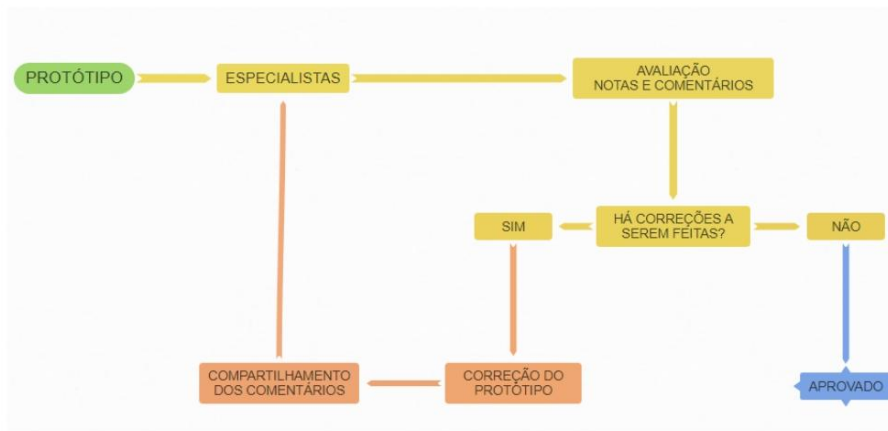 PROTÓTIPO
ESPECIALISTAS
AVALIAÇÃO
NOTAS E COMENTÁRIOS
SIM
HÁ CORREÇÕES A
SEREM FEITAS?
NÃO
COMPARTILHAMENTO
DOS COMENTÁRIOS
CORREÇÃO DO
PROTÓTIPO
APROVADO